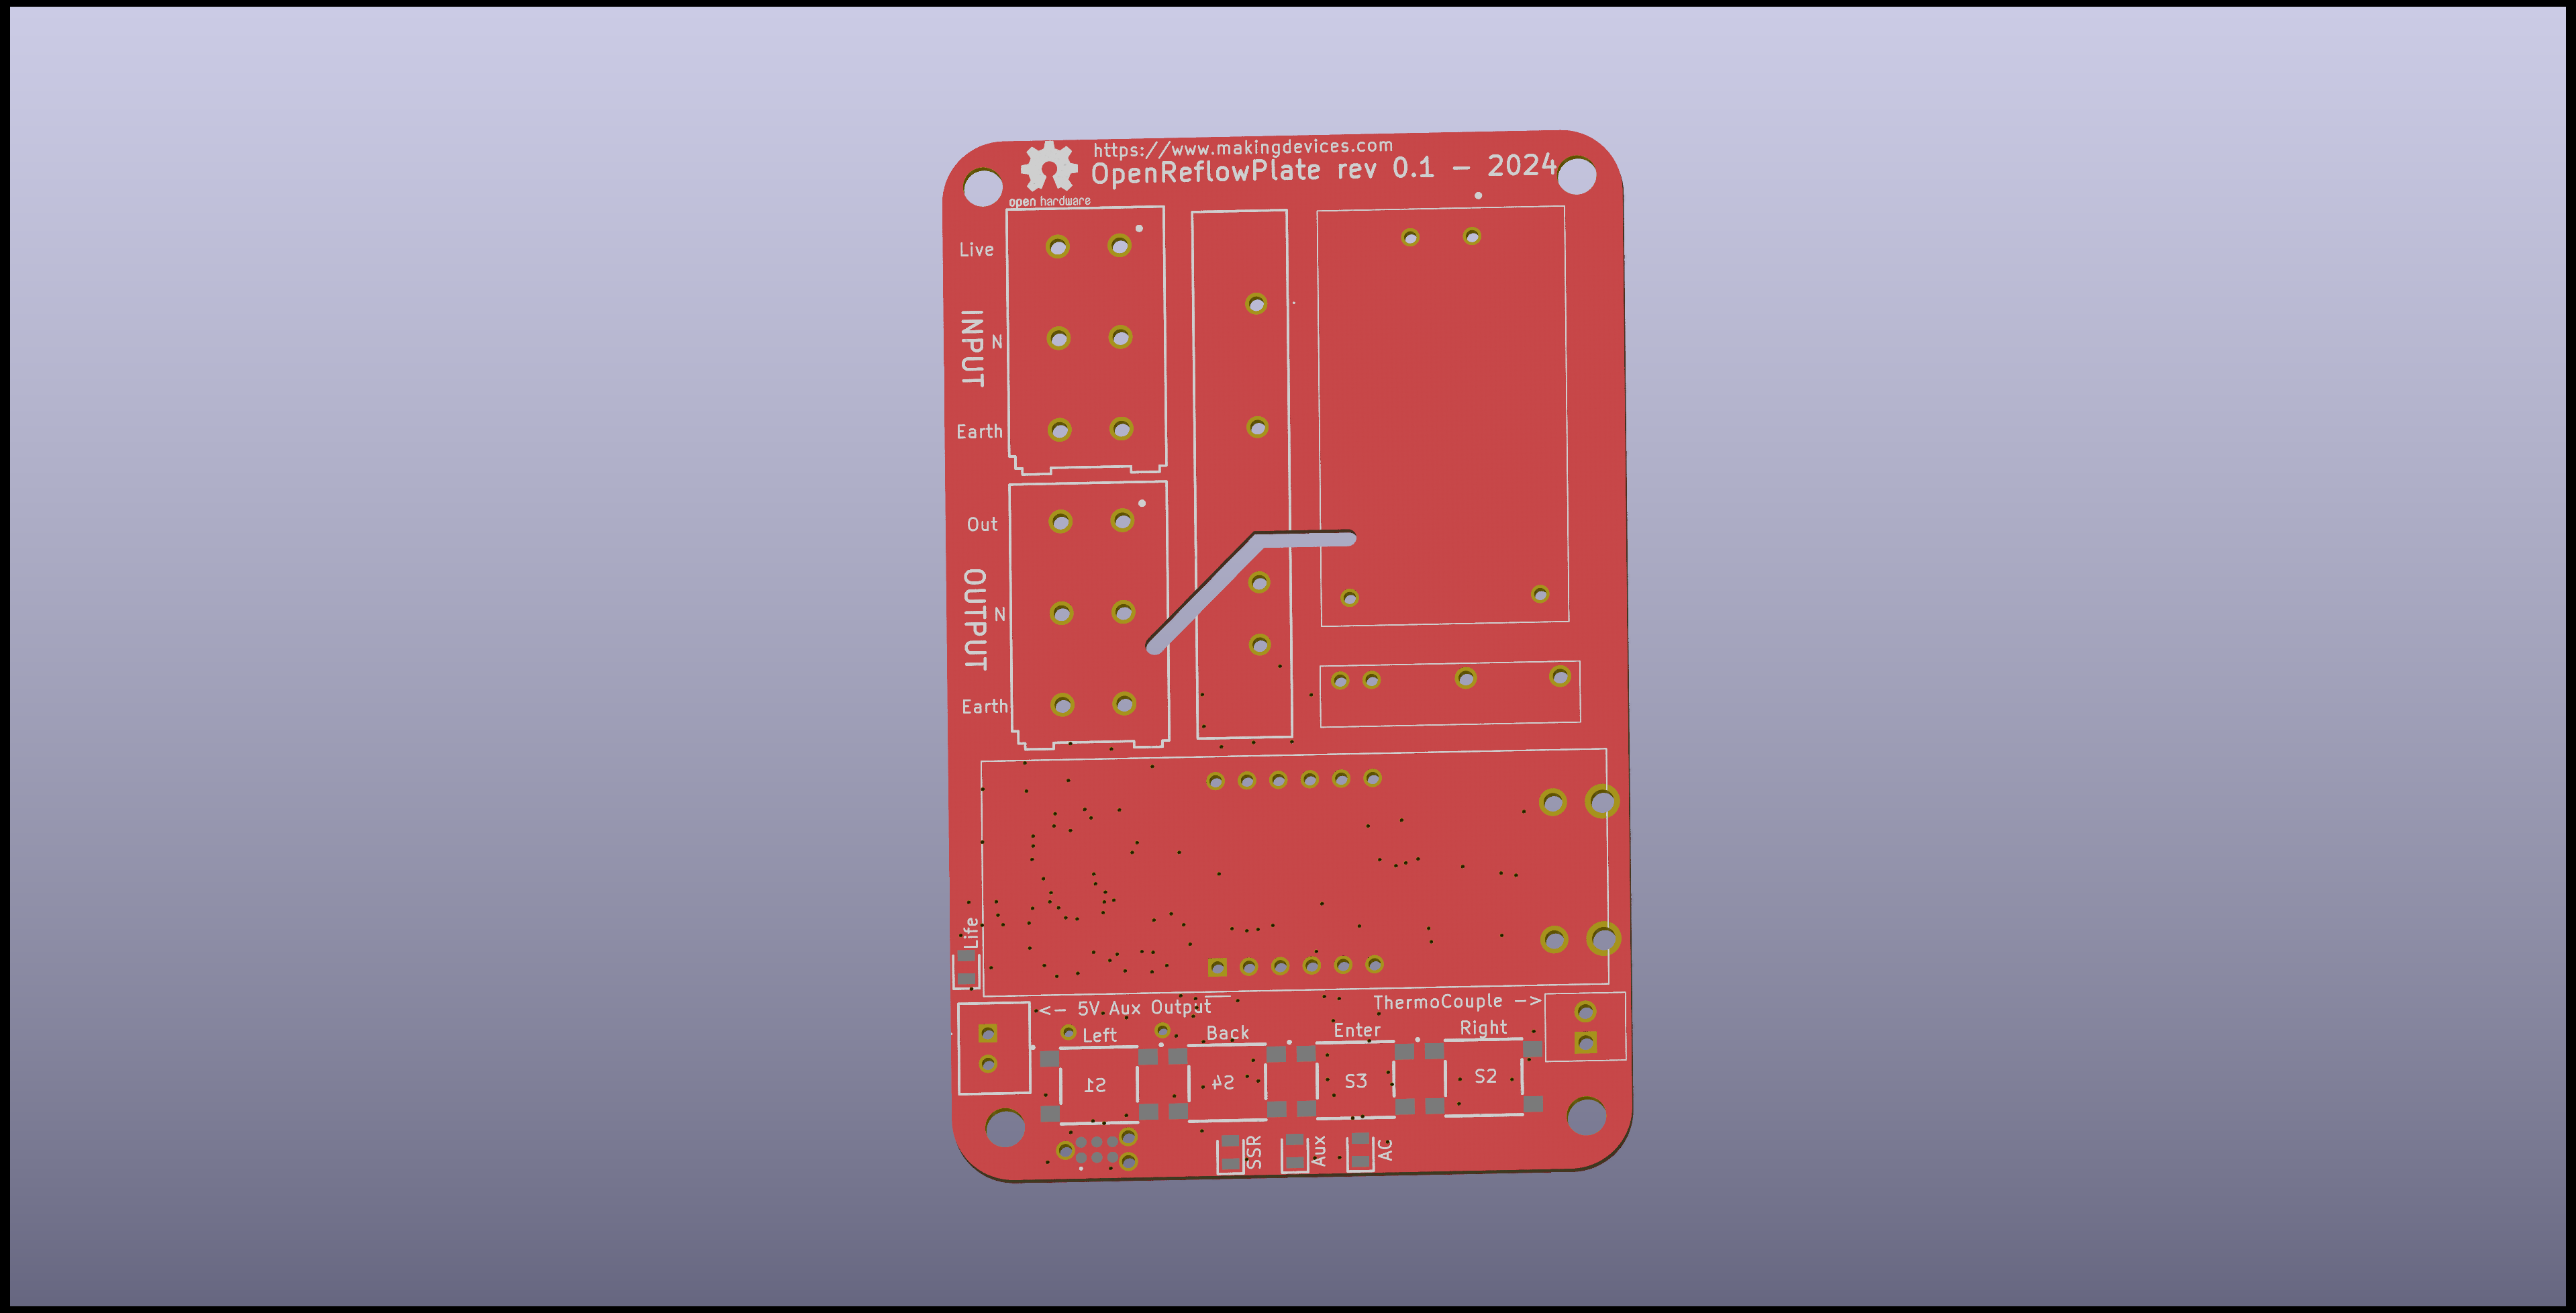 https://www.makingdevices.com
OpenReflowPlate rev 0.1 - 2024
open hardware
Live
INPUT
N
Earth
Out
OUTPUT
N
Earth
Life
<- 5V Aux Output
ThermoCouple ->
Left
Back
Enter
Right
S1
S4
S3
S2
SSR
Aux
AC